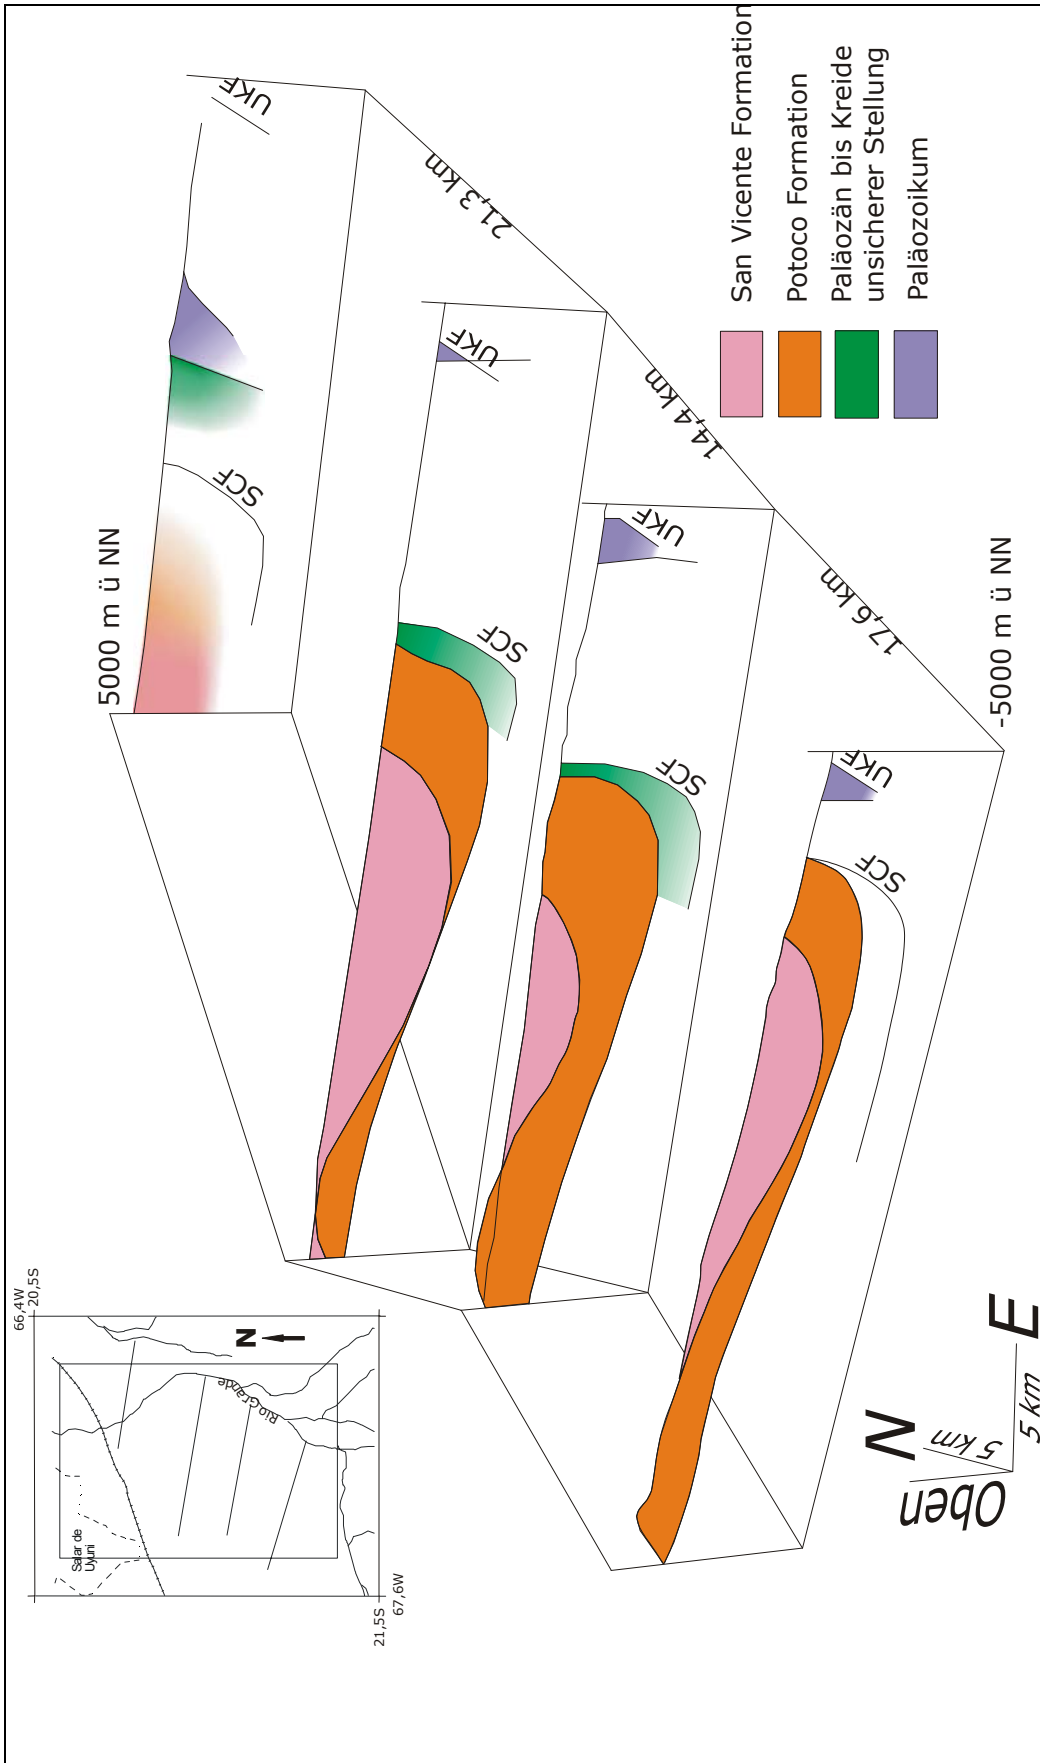 5000 m ü NN
UKF
SCF
21,3 km
UKF
SCF
14,4 km
UKF
SCF
17,6 km
UKF
SCF
-5000 m ü NN
San Vicente Formation
Potoco Formation
Paläozän bis Kreide
unsicherer Stellung
Paläozoikum
66,4W
20,5S
N
Rio Grande
Salar de
Uyuni
21,5S
67,6W
N
E
Oben
5 km
5 km